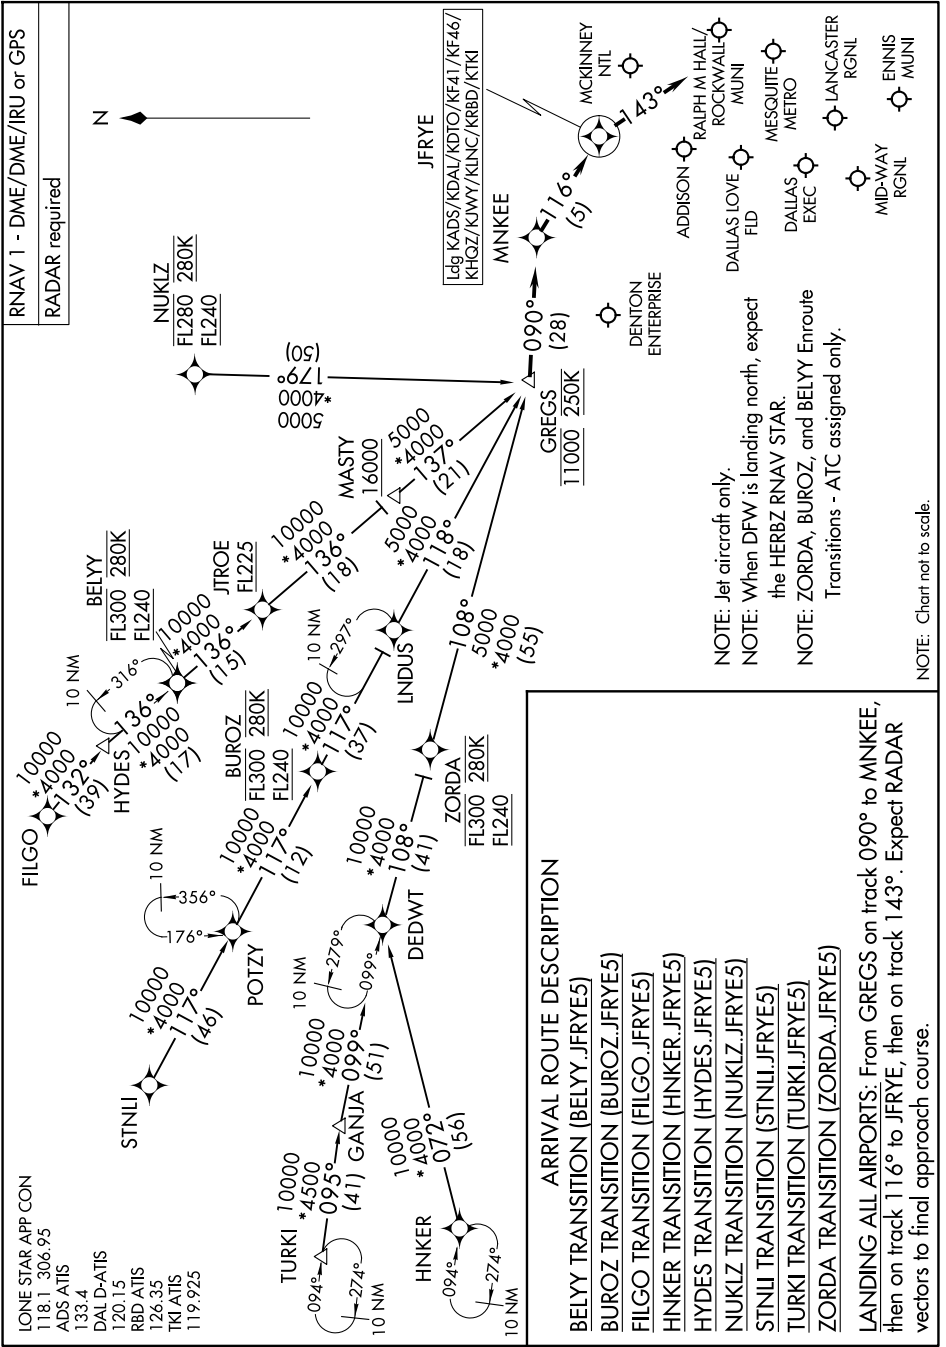 LONE STAR APP CON
118.1 306.95
ADS ATIS
133.4
DAL D-ATIS
120.15
RBD ATIS
126.35
TKI ATIS
119.925
RNAV 1 - DME/DME/IRU or GPS
RADAR required
N
FILGO
10000
*4000
132°
(39)
HYDES
136°
10000
*4000
(17)
10 NM
316°
BELYY
FL300 280K
FL240
10000
*4000
136°
(15)
JTROE
FL225
10000
*4000
136°
(18)
MASTY
16000
5000
*4000
137°
(21)
NUKLZ
FL280 280K
FL240
5000
*4000
179°
(50)
STNLI
10000
*4000
117°
(46)
POTZY
10 NM
356°
176°
10000
*4000
117°
(12)
BUROZ
FL300 280K
FL240
10000
*4000
117°
(37)
10 NM
297°
LNDUS
5000
*4000
118°
(18)
TURKI
094°
274°
10 NM
10000
*4500
095°
(41)
GANJA
10000
*4000
099°
(51)
10 NM
279°
099°
DEDWT
HNKER
094°
274°
10 NM
10000
*4000
072°
(56)
10000
*4000
108°
(41)
ZORDA
FL300 280K
FL240
108°
5000
*4000
(55)
GREGS
11000 250K
090°
(28)
MNKEE
116°
(5)
JFRYE
Ldg KADS/KDAL/KDTO/KF41/KF46/
KHQZ/KJWY/KLNC/KRBD/KTKI
143°
MCKINNEY
NTL
RALPH M HALL/
ROCKWALL
MUNI
ADDISON
DALLAS LOVE
FLD
MESQUITE
METRO
DALLAS
EXEC
LANCASTER
RGNL
MID-WAY
RGNL
ENNIS
MUNI
DENTON
ENTERPRISE
NOTE: Jet aircraft only.
NOTE: When DFW is landing north, expect
the HERBZ RNAV STAR.
NOTE: ZORDA, BUROZ, and BELYY Enroute
Transitions - ATC assigned only.
NOTE: Chart not to scale.
ARRIVAL ROUTE DESCRIPTION
BELYY TRANSITION (BELYY.JFRYE5)
BUROZ TRANSITION (BUROZ.JFRYE5)
FILGO TRANSITION (FILGO.JFRYE5)
HNKER TRANSITION (HNKER.JFRYE5)
HYDES TRANSITION (HYDES.JFRYE5)
NUKLZ TRANSITION (NUKLZ.JFRYE5)
STNLI TRANSITION (STNLI.JFRYE5)
TURKI TRANSITION (TURKI.JFRYE5)
ZORDA TRANSITION (ZORDA.JFRYE5)
LANDING ALL AIRPORTS: From GREGS on track 090° to MNKEE,
then on track 116° to JFRYE, then on track 143°. Expect RADAR
vectors to final approach course.